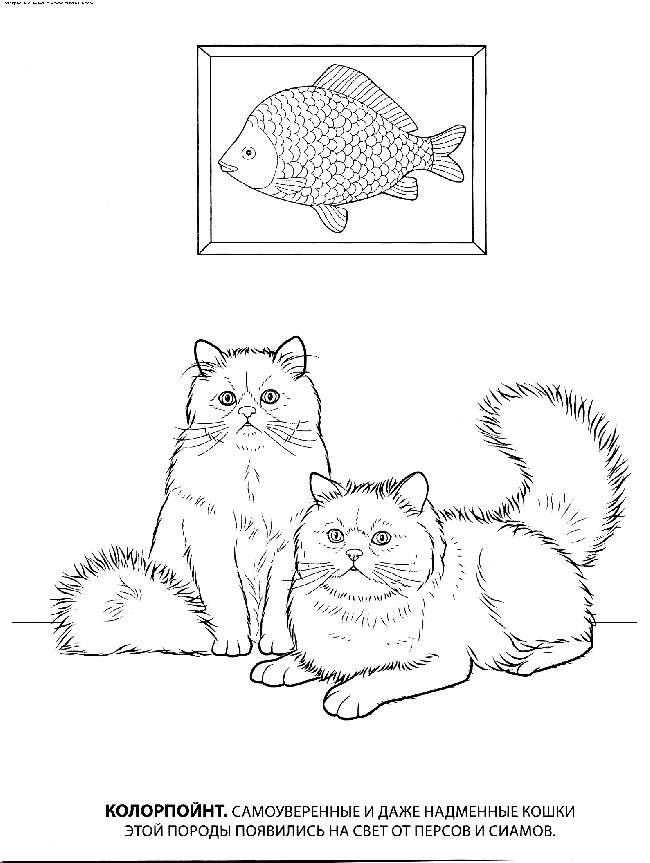 КОЛОРПОЙНТ. САМОУВЕРЕННЫЕ И ДАЖЕ НАДМЕННЫЕ КОШКИ
ЭТОЙ ПОРОДЫ ПОЯВИЛИСЬ НА СВЕТ ОТ ПЕРСОВ И СИАМОВ.